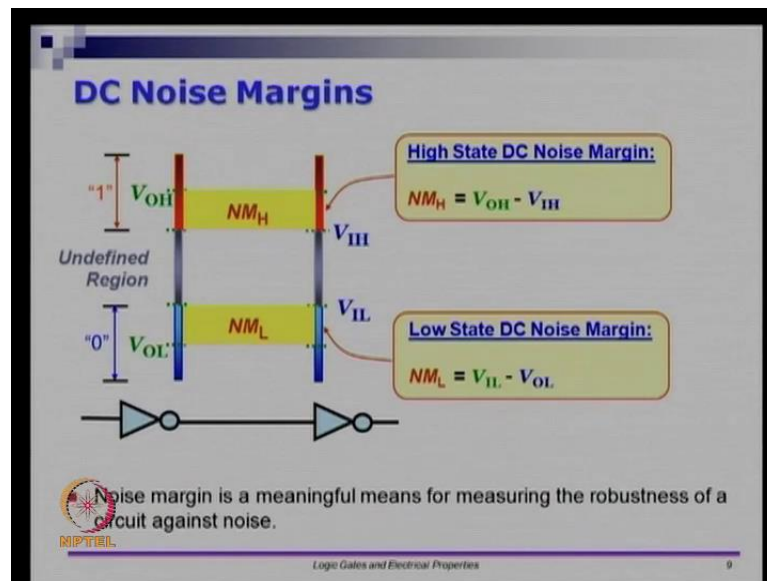 DC Noise Margins
High State DC Noise Margin:
NMH = VOH - VIH
"1"
VOH
NMH
VIH
Undefined
Region
VIL
"0"
VOL
NML
Low State DC Noise Margin:
NML = VIL - VOL
Noise margin is a meaningful means for measuring the robustness of a
circuit against noise.
NPTEL
Logic Gates and Electrical Properties
9